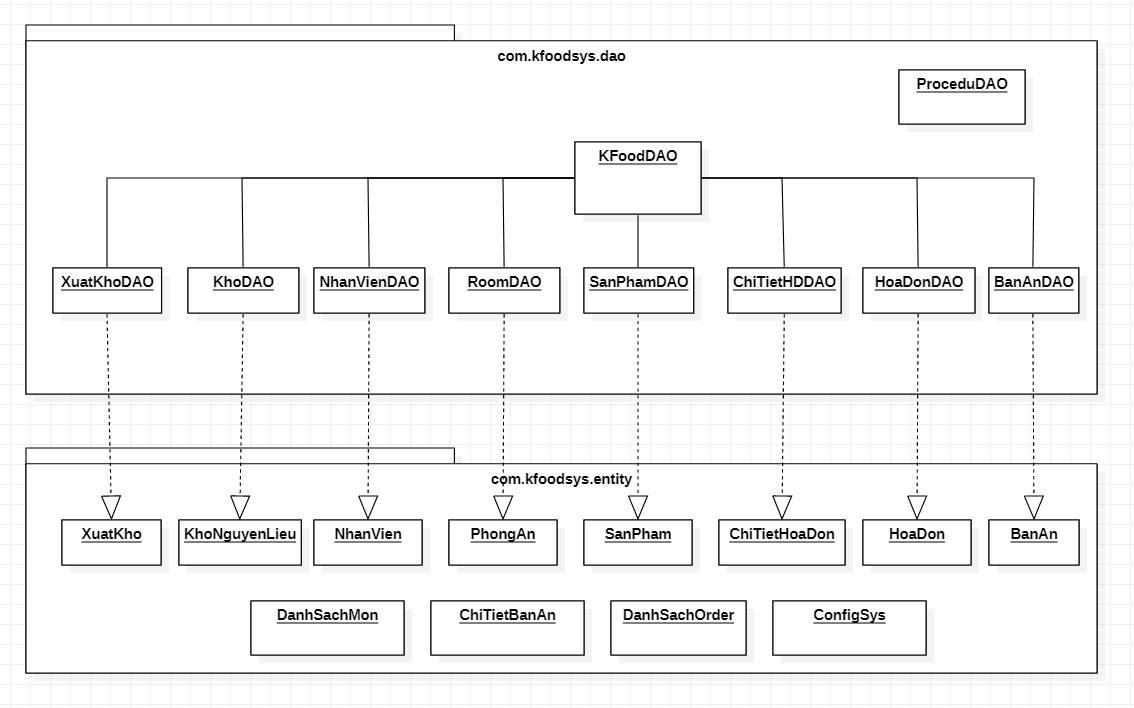 com.kfoodsys.dao
ProceduDAO
KFoodDAO
XuatKhoDAO
KhoDAO
NhanVienDAO
RoomDAO
SanPhamDAO
ChiTietHDDAO
HoaDonDAO
BanAnDAO
com.kfoodsys.entity
XuatKho
KhoNguyenLieu
NhanVien
PhongAn
SanPham
ChiTietHoaDon
HoaDon
BanAn
DanhSachMon
ChiTietBanAn
DanhSachOrder
ConfigSys